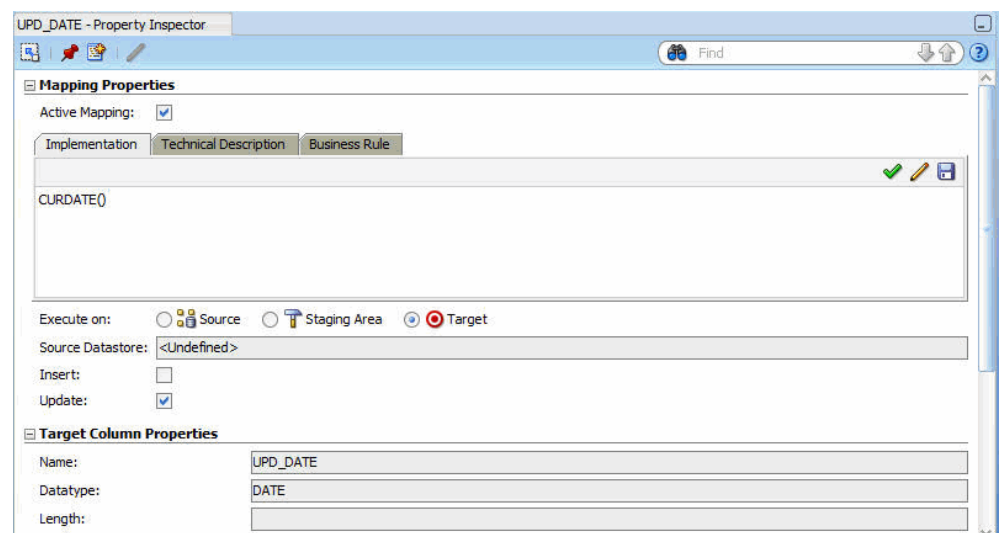 UPD_DATE - Property Inspector
Find
Mapping Properties
Active Mapping:
Implementation Technical Description Business Rule
CURDATE()
Execute on: Source Staging Area Target
Source Datastore: <Undefined>
Insert:
Update:
Target Column Properties
Name: UPD_DATE
Datatype: DATE
Length: